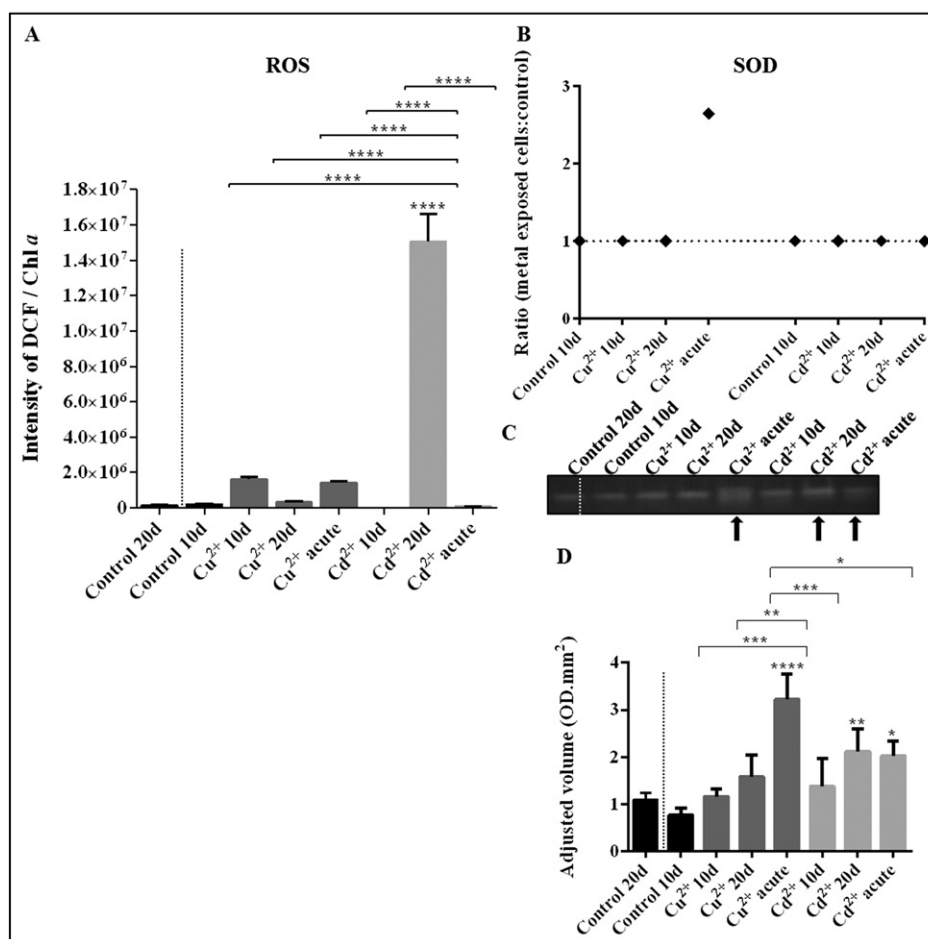 A
ROS
****
****
****
****
****
****
Intensity of DCF / Chl a
1.8×10⁷
1.6×10⁷
1.4×10⁷
1.2×10⁷
1.0×10⁷
8.0×10⁶
6.0×10⁶
4.0×10⁶
2.0×10⁶
0
Control 20d
Control 10d
Cu²⁺ 10d
Cu²⁺ 20d
Cu²⁺ acute
Cd²⁺ 10d
Cd²⁺ 20d
Cd²⁺ acute
B
SOD
Ratio (metal exposed cells:control)
3
2
1
0
Control 10d
Cu²⁺ 10d
Cu²⁺ 20d
Cu²⁺ acute
Control 10d
Cd²⁺ 10d
Cd²⁺ 20d
Cd²⁺ acute
C
Control 20d
Control 10d
Cu²⁺ 10d
Cu²⁺ 20d
Cu²⁺ acute
Cd²⁺ 10d
Cd²⁺ 20d
Cd²⁺ acute
D
*
***
**
***
****
**
*
Adjusted volume (OD.mm²)
4
3
2
1
0
Control 20d
Control 10d
Cu²⁺ 10d
Cu²⁺ 20d
Cu²⁺ acute
Cd²⁺ 10d
Cd²⁺ 20d
Cd²⁺ acute